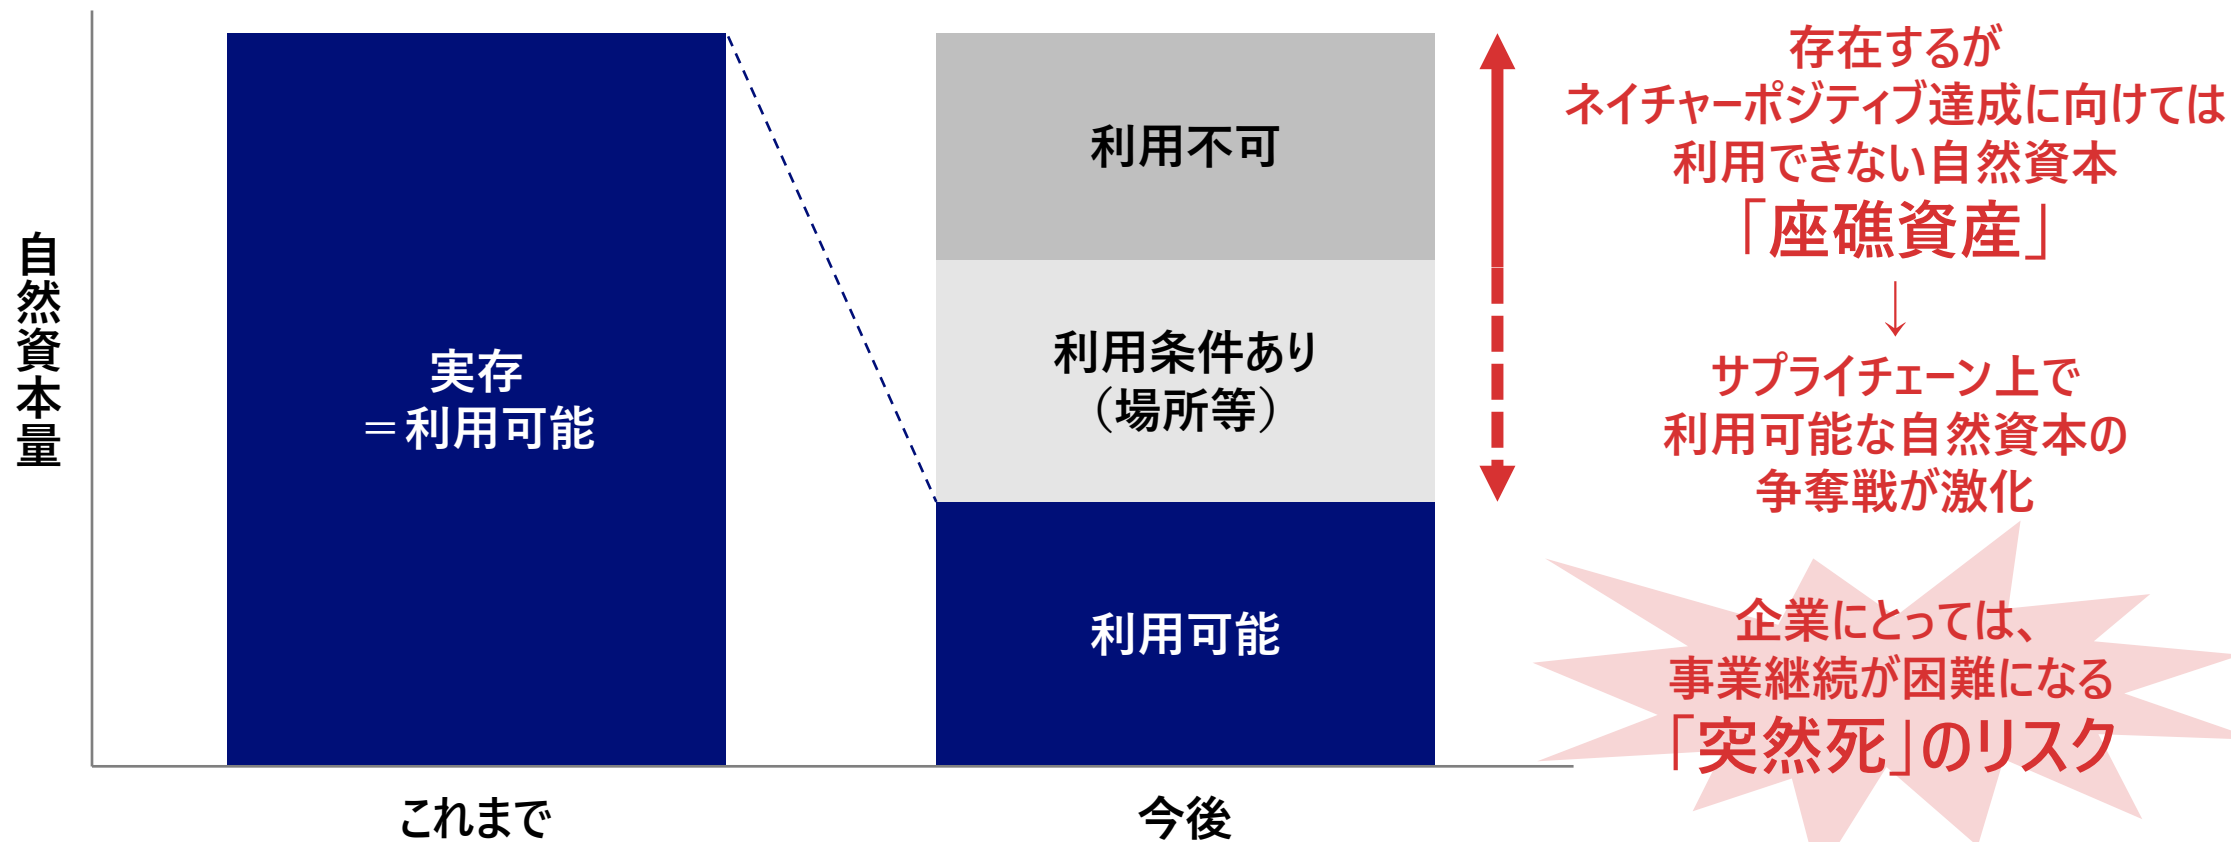 自然資本量
実存
＝利用可能
利用不可
利用条件あり
（場所等）
利用可能
これまで
今後
存在するが
ネイチャーポジティブ達成に向けては
利用できない自然資本
「座礁資産」
↓
サプライチェーン上で
利用可能な自然資本の
争奪戦が激化
企業にとっては、
事業継続が困難になる
「突然死」のリスク